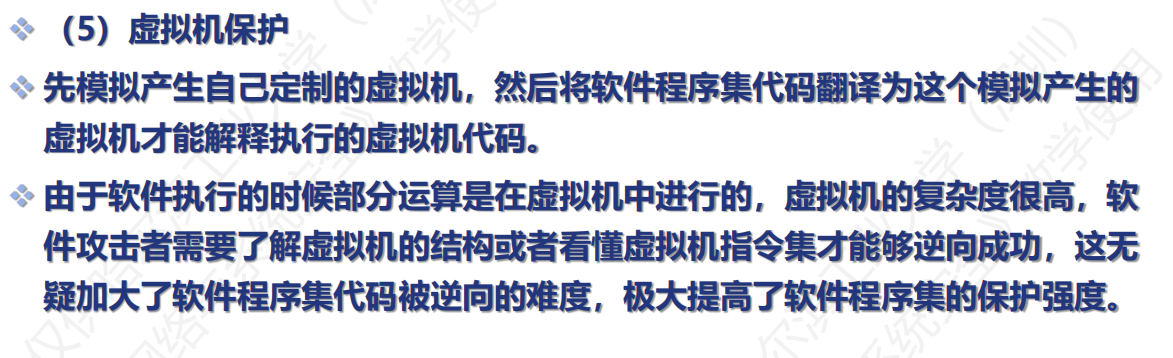 （5）虚拟机保护
先模拟产生自己定制的虚拟机，然后将软件程序集代码翻译为这个模拟产生的
虚拟机才能解释执行的虚拟机代码。
由于软件执行的时候部分运算是在虚拟机中进行的，虚拟机的复杂度很高，软
件攻击者需要了解虚拟机的结构或者看懂虚拟机指令集才能够逆向成功，这无
疑加大了软件程序集代码被逆向的难度，极大提高了软件程序集的保护强度。